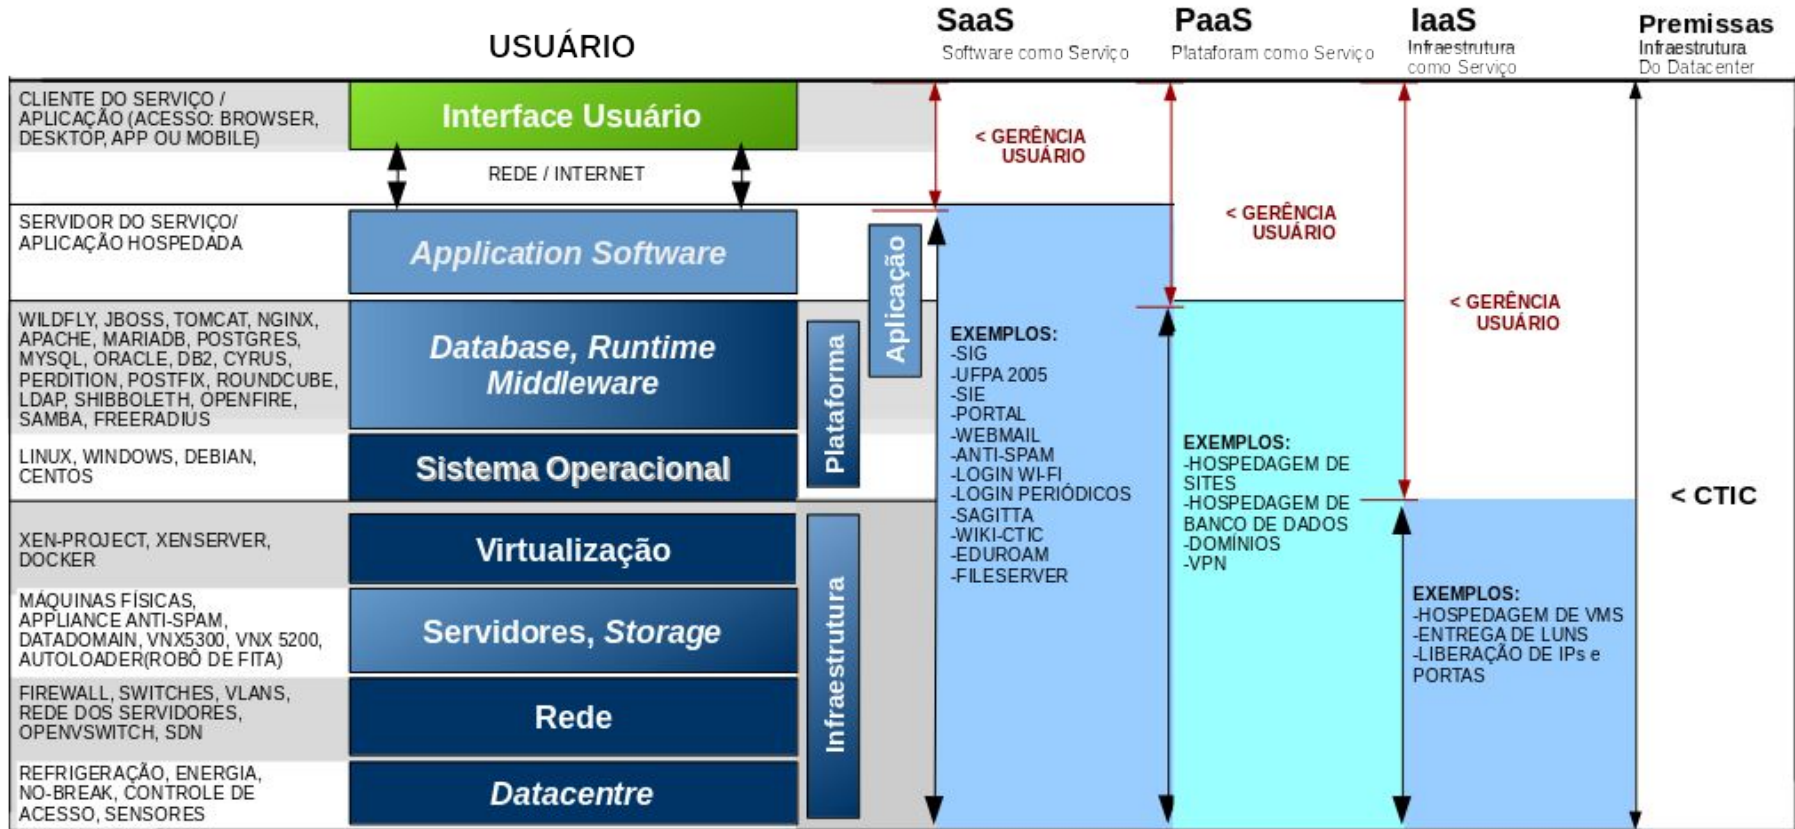 USUÁRIO
SaaS
Software como Serviço
PaaS
Plataforam como Serviço
IaaS
Infraestrutura
como Serviço
Premissas
Infraestrutura
Do Datacenter
CLIENTE DO SERVIÇO /
APLICAÇÃO (ACESSO: BROWSER,
DESKTOP, APP OU MOBILE)
Interface Usuário
REDE / INTERNET
< GERÊNCIA
USUÁRIO
SERVIDOR DO SERVIÇO/
APLICAÇÃO HOSPEDADA
Application Software
Aplicação
< GERÊNCIA
USUÁRIO
WILDFLY, JBOSS, TOMCAT, NGINX,
APACHE, MARIADB, POSTGRES,
MYSQL, ORACLE, DB2, CYRUS,
PERDITION, POSTFIX, ROUNDCUBE,
LDAP, SHIBBOLETH, OPENFIRE,
SAMBA, FREERADIUS
Database, Runtime
Middleware
Plataforma
LINUX, WINDOWS, DEBIAN,
CENTOS
Sistema Operacional
XEN-PROJECT, XENSERVER,
DOCKER
Virtualização
Infraestrutura
MÁQUINAS FÍSICAS,
APPLIANCE ANTI-SPAM,
DATADOMAIN, VNX5300, VNX 5200,
AUTOLOADER(ROBÔ DE FITA)
Servidores, Storage
FIREWALL, SWITCHES, VLANS,
REDE DOS SERVIDORES,
OPENVSWITCH, SDN
Rede
REFRIGERAÇÃO, ENERGIA,
NO-BREAK, CONTROLE DE
ACESSO, SENSORES
Datacentre
EXEMPLOS:
-SIG
-UFPA 2005
-SIE
-PORTAL
-WEBMAIL
-ANTI-SPAM
-LOGIN WI-FI
-LOGIN PERIÓDICOS
-SAGITTA
-WIKI-CTIC
-EDUROAM
-FILESERVER
EXEMPLOS:
-HOSPEDAGEM DE
SITES
-HOSPEDAGEM DE
BANCO DE DADOS
-DOMÍNIOS
-VPN
< GERÊNCIA
USUÁRIO
EXEMPLOS:
-HOSPEDAGEM DE VMS
-ENTREGA DE LUNS
-LIBERAÇÃO DE IPs e
PORTAS
< CTIC